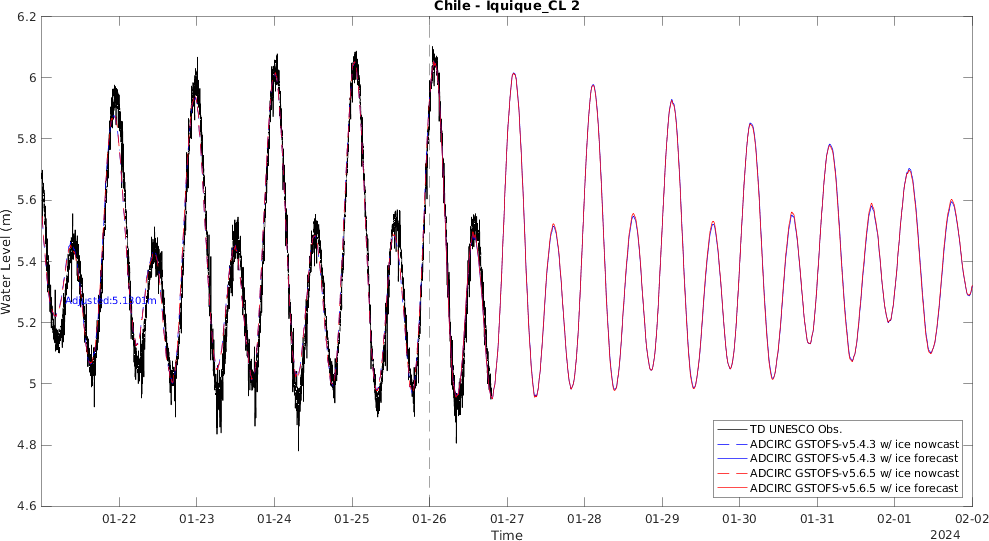 Chile - Iquique_CL 2
6.2
6
5.8
5.6
5.4
5.2
5
4.8
4.6
Water Level (m)
Adjusted:5.1301m
TD UNESCO Obs.
ADCIRC GSTOFS-v5.4.3 w/ ice nowcast
ADCIRC GSTOFS-v5.4.3 w/ ice forecast
ADCIRC GSTOFS-v5.6.5 w/ ice nowcast
ADCIRC GSTOFS-v5.6.5 w/ ice forecast
01-22 01-23 01-24 01-25 01-26 01-27 01-28 01-29 01-30 01-31 02-01 02-02
Time
2024